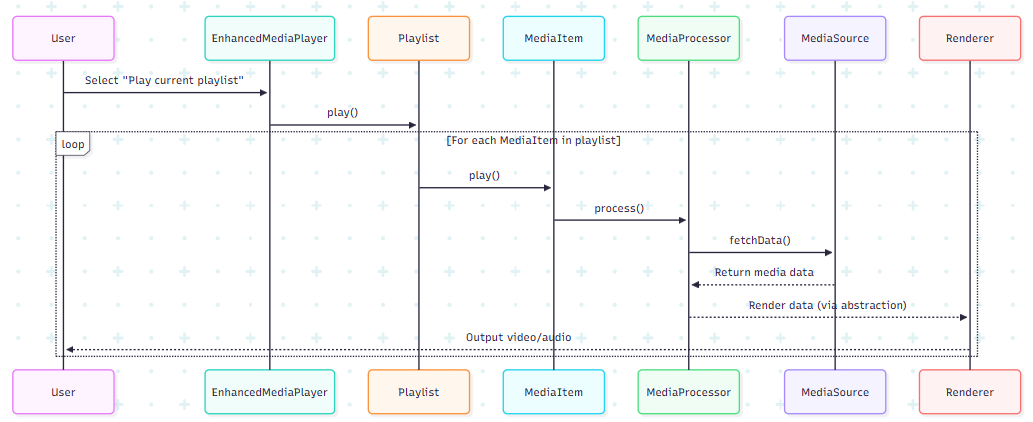 User
EnhancedMediaPlayer
Playlist
MediaItem
MediaProcessor
MediaSource
Renderer
Select "Play current playlist"
play()
loop
[For each MediaItem in playlist]
play()
process()
fetchData()
Return media data
Render data (via abstraction)
Output video/audio
User
EnhancedMediaPlayer
Playlist
MediaItem
MediaProcessor
MediaSource
Renderer